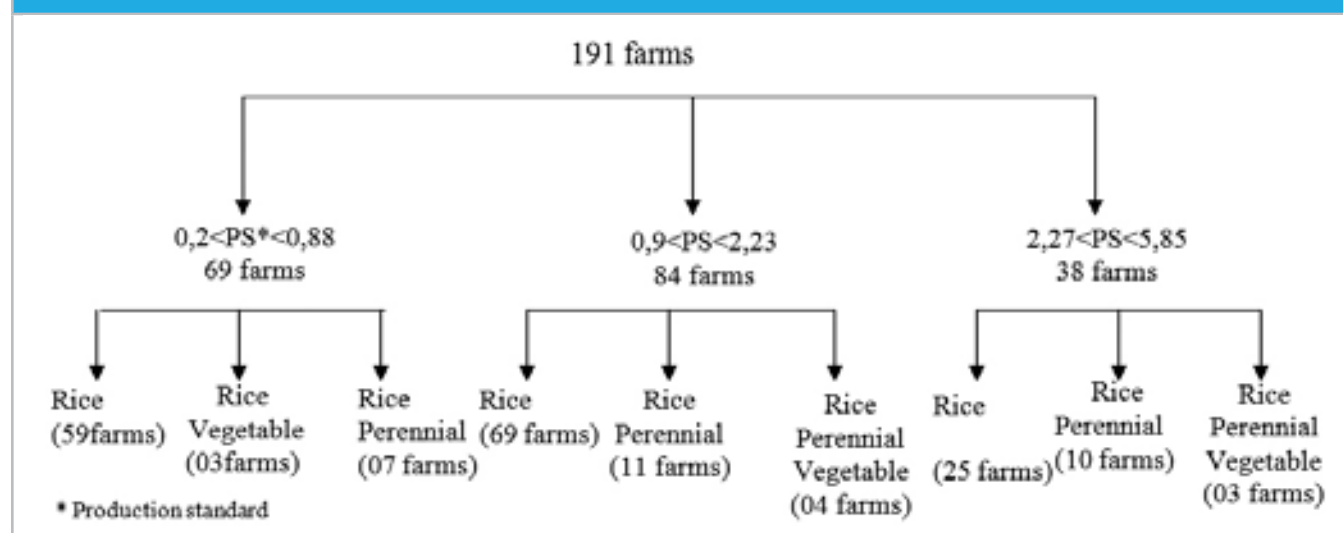 191 farms
0,2<PS*<0,88
69 farms
0,9<PS<2,23
84 farms
2,27<PS<5,85
38 farms
Rice
(59farms)
Rice
Vegetable
(03farms)
Rice
Perennial
(07 farms)
Rice
(69 farms)
Rice
Perennial
(11 farms)
Rice
Perennial
Vegetable
(04 farms)
Rice
(25 farms)
Rice
Perennial
(10 farms)
Rice
Perennial
Vegetable
(03 farms)
* Production standard